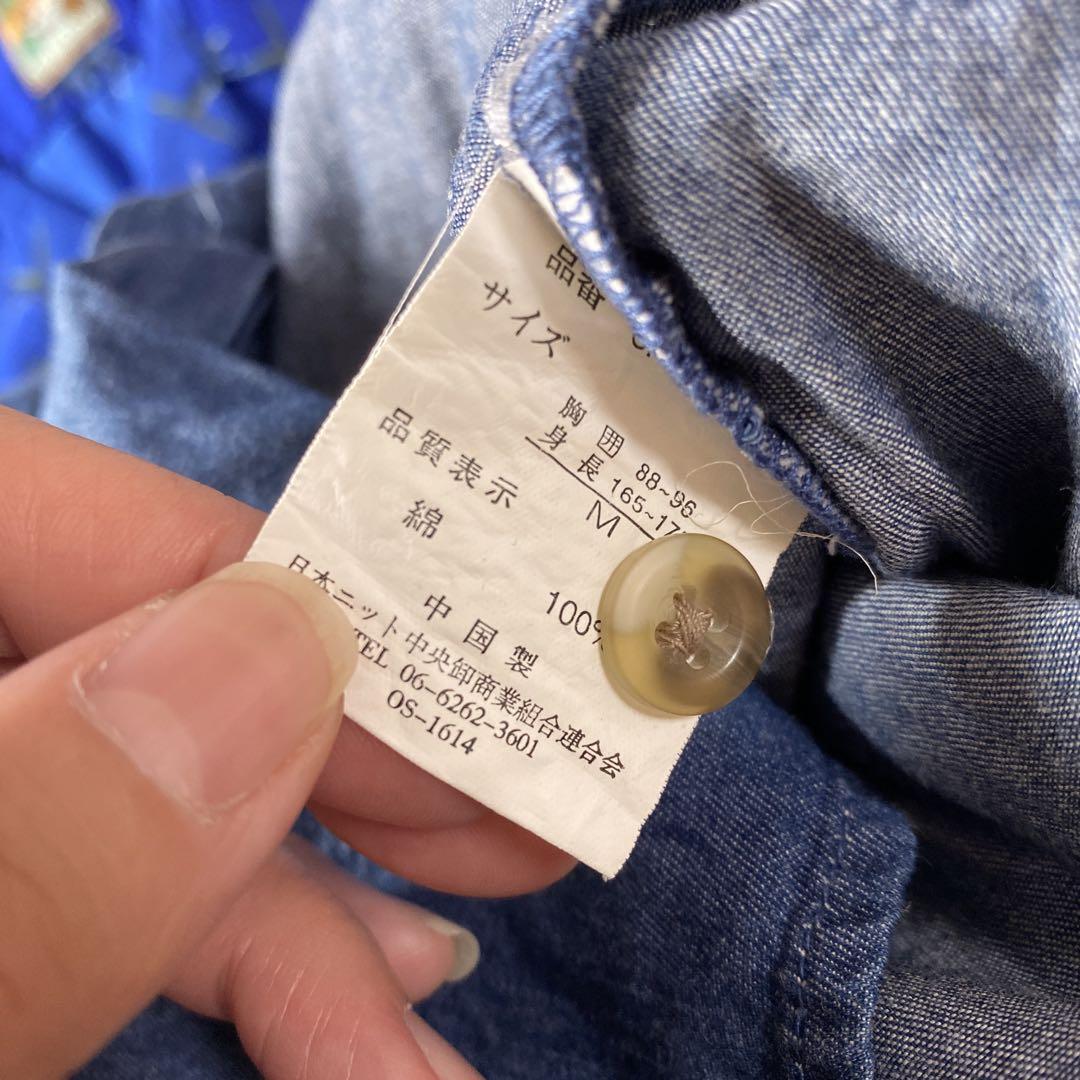 品番
サイズ
胸囲 88~96
身長 165~17
M
品質表示
綿 100%
中国製
日本ニット中央卸商業組合連合会
TEL 06-6262-3601
OS-1614